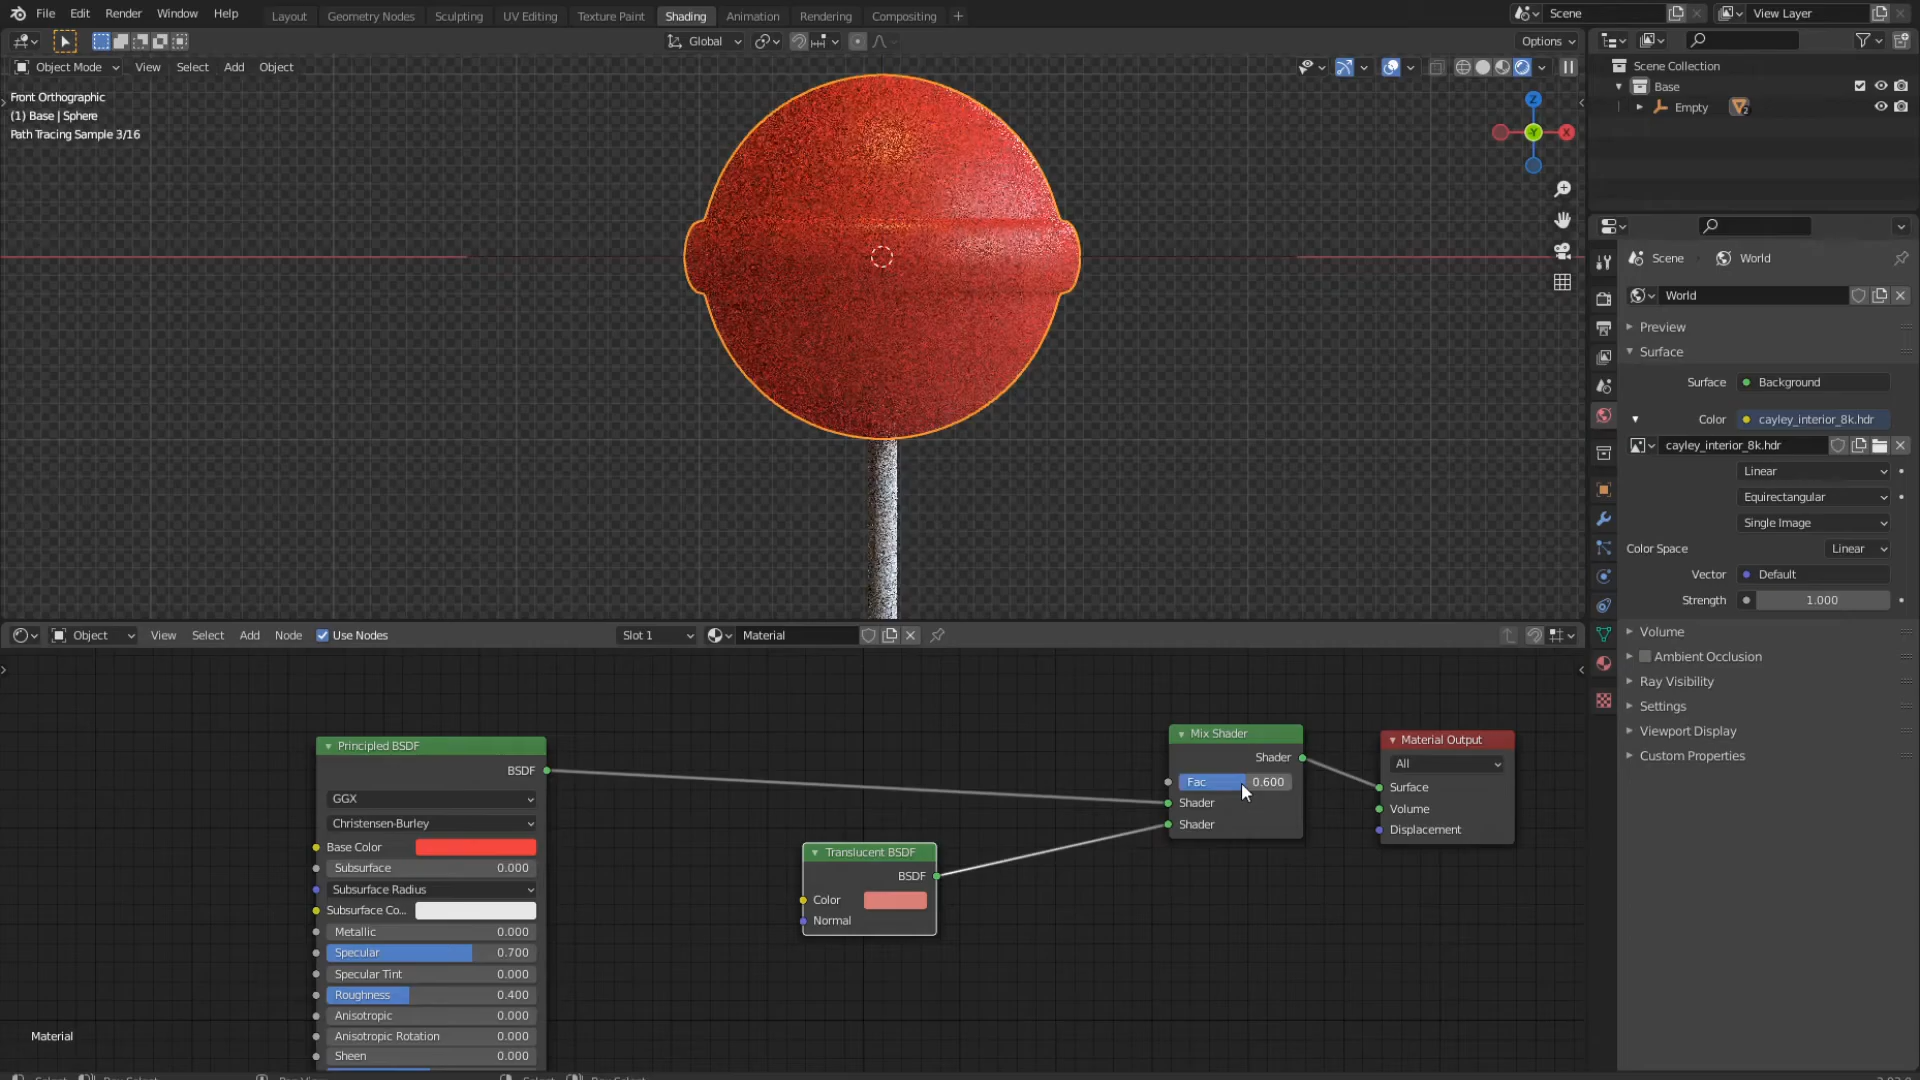 File Edit Render Window Help Layout Geometry Nodes Sculpting UV Editing Texture Paint Shading Animation Rendering Compositing + Scene View Layer
Global Options
Object Mode View Select Add Object
Front Orthographic
(1) Base | Sphere
Path Tracing Sample 3/16
Z
Y
X
Scene Collection
Base
Empty
2
Scene World
World
Preview
Surface
Surface Background
Color cayley_interior_8k.hdr
cayley_interior_8k.hdr
Linear
Equirectangular
Single Image
Color Space Linear
Vector Default
Strength 1.000
Volume
Ambient Occlusion
Ray Visibility
Settings
Viewport Display
Custom Properties
Object View Select Add Node Use Nodes Slot 1 Material
Principled BSDF
BSDF
GGX
Christensen-Burley
Base Color
Subsurface 0.000
Subsurface Radius
Subsurface Co...
Metallic 0.000
Specular 0.700
Specular Tint 0.000
Roughness 0.400
Anisotropic 0.000
Anisotropic Rotation 0.000
Sheen 0.000
Translucent BSDF
BSDF
Color
Normal
Mix Shader
Shader
Fac 0.600
Shader
Shader
Material Output
All
Surface
Volume
Displacement
Material